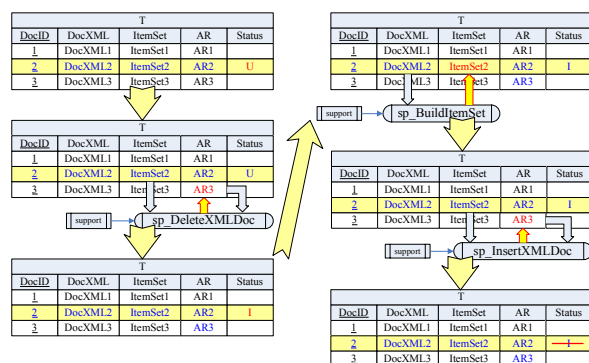 T
DocID DocXML ItemSet AR Status
1 DocXML1 ItemSet1 AR1
2 DocXML2 ItemSet2 AR2 U
3 DocXML3 ItemSet3 AR3
T
DocID DocXML ItemSet AR Status
1 DocXML1 ItemSet1 AR1
2 DocXML2 ItemSet2 AR2 U
3 DocXML3 ItemSet3 AR3
support
sp_DeleteXMLDoc
T
DocID DocXML ItemSet AR Status
1 DocXML1 ItemSet1 AR1
2 DocXML2 ItemSet2 AR2 I
3 DocXML3 ItemSet3 AR3
T
DocID DocXML ItemSet AR Status
1 DocXML1 ItemSet1 AR1
2 DocXML2 ItemSet2 AR2 I
3 DocXML3 ItemSet3 AR3
support
sp_BuildItemSet
T
DocID DocXML ItemSet AR Status
1 DocXML1 ItemSet1 AR1
2 DocXML2 ItemSet2 AR2 I
3 DocXML3 ItemSet3 AR3
support
sp_InsertXMLDoc
T
DocID DocXML ItemSet AR Status
1 DocXML1 ItemSet1 AR1
2 DocXML2 ItemSet2 AR2 I
3 DocXML3 ItemSet3 AR3